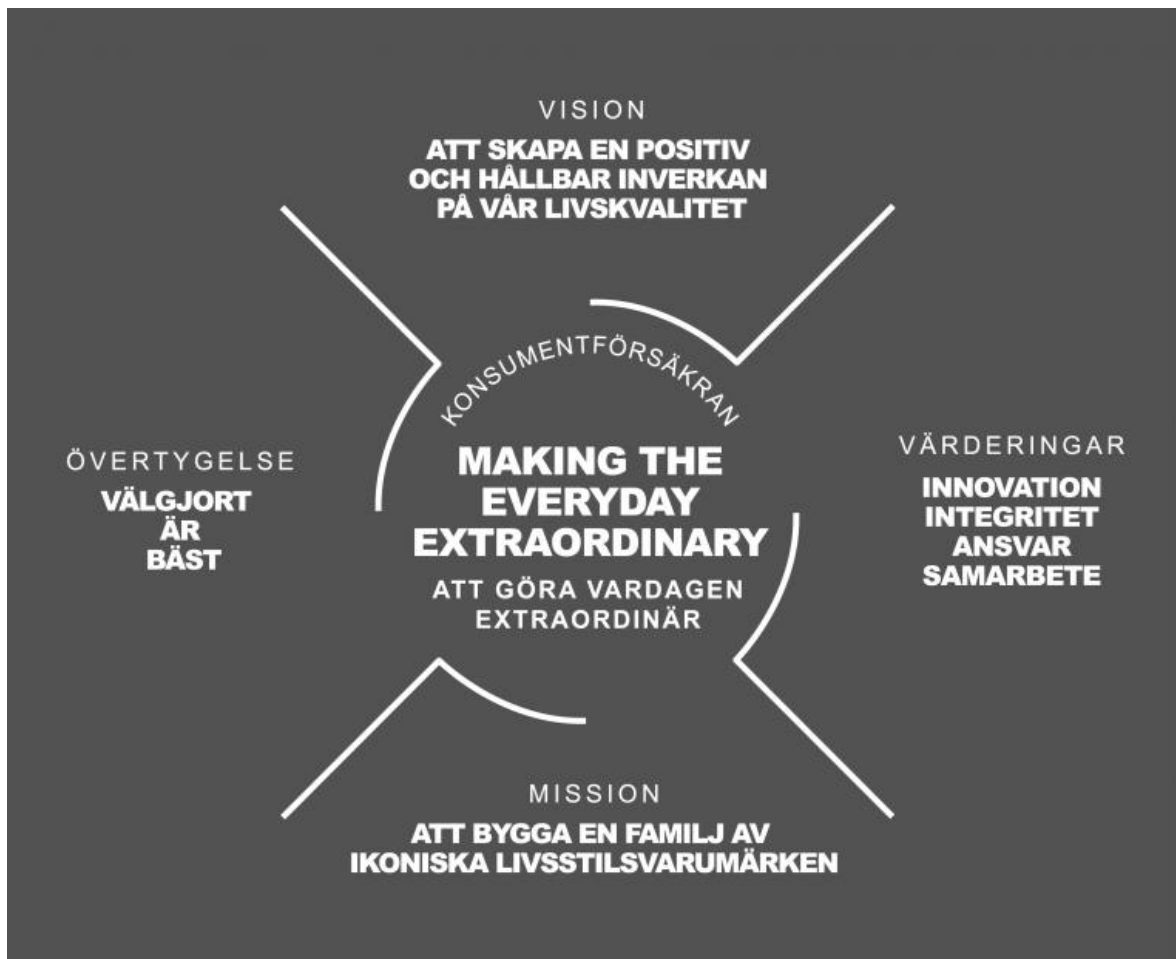 VISION
ATT SKAPA EN POSITIV
OCH HÅLLBAR INVERKAN
PÅ VÅR LIVSKVALITET
KONSUMENTFÖRSÄKRAN
MAKING THE
EVERYDAY
EXTRAORDINARY
ATT GÖRA VARDAGEN
EXTRAORDINÄR
ÖVERTYGELSE
VÄLGJORT
ÄR
BÄST
VÄRDERINGAR
INNOVATION
INTEGRITET
ANSVAR
SAMARBETE
MISSION
ATT BYGGA EN FAMILJ AV
IKONISKA LIVSSTILSVARUMÄRKEN